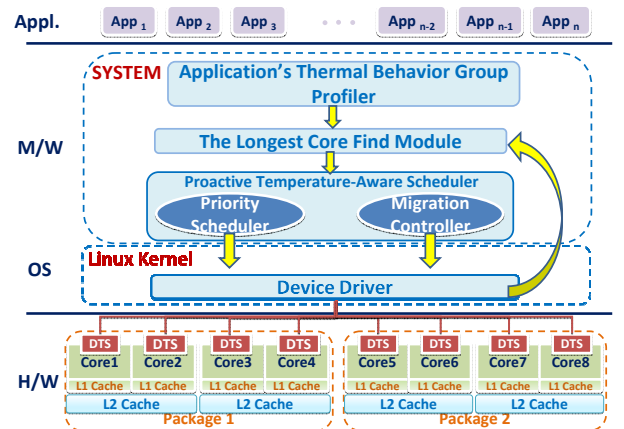 Appl.
App 1 App 2 App 3 ... App n-2 App n-1 App n
SYSTEM
Application's Thermal Behavior Group
Profiler
M/W
The Longest Core Find Module
Proactive Temperature-Aware Scheduler
Priority
Scheduler
Migration
Controller
Linux Kernel
OS
Device Driver
DTS DTS DTS DTS DTS DTS DTS DTS
Core1 Core2 Core3 Core4 Core5 Core6 Core7 Core8
H/W
L1 Cache L1 Cache L1 Cache L1 Cache L1 Cache L1 Cache L1 Cache L1 Cache
L2 Cache L2 Cache L2 Cache L2 Cache
Package 1 Package 2